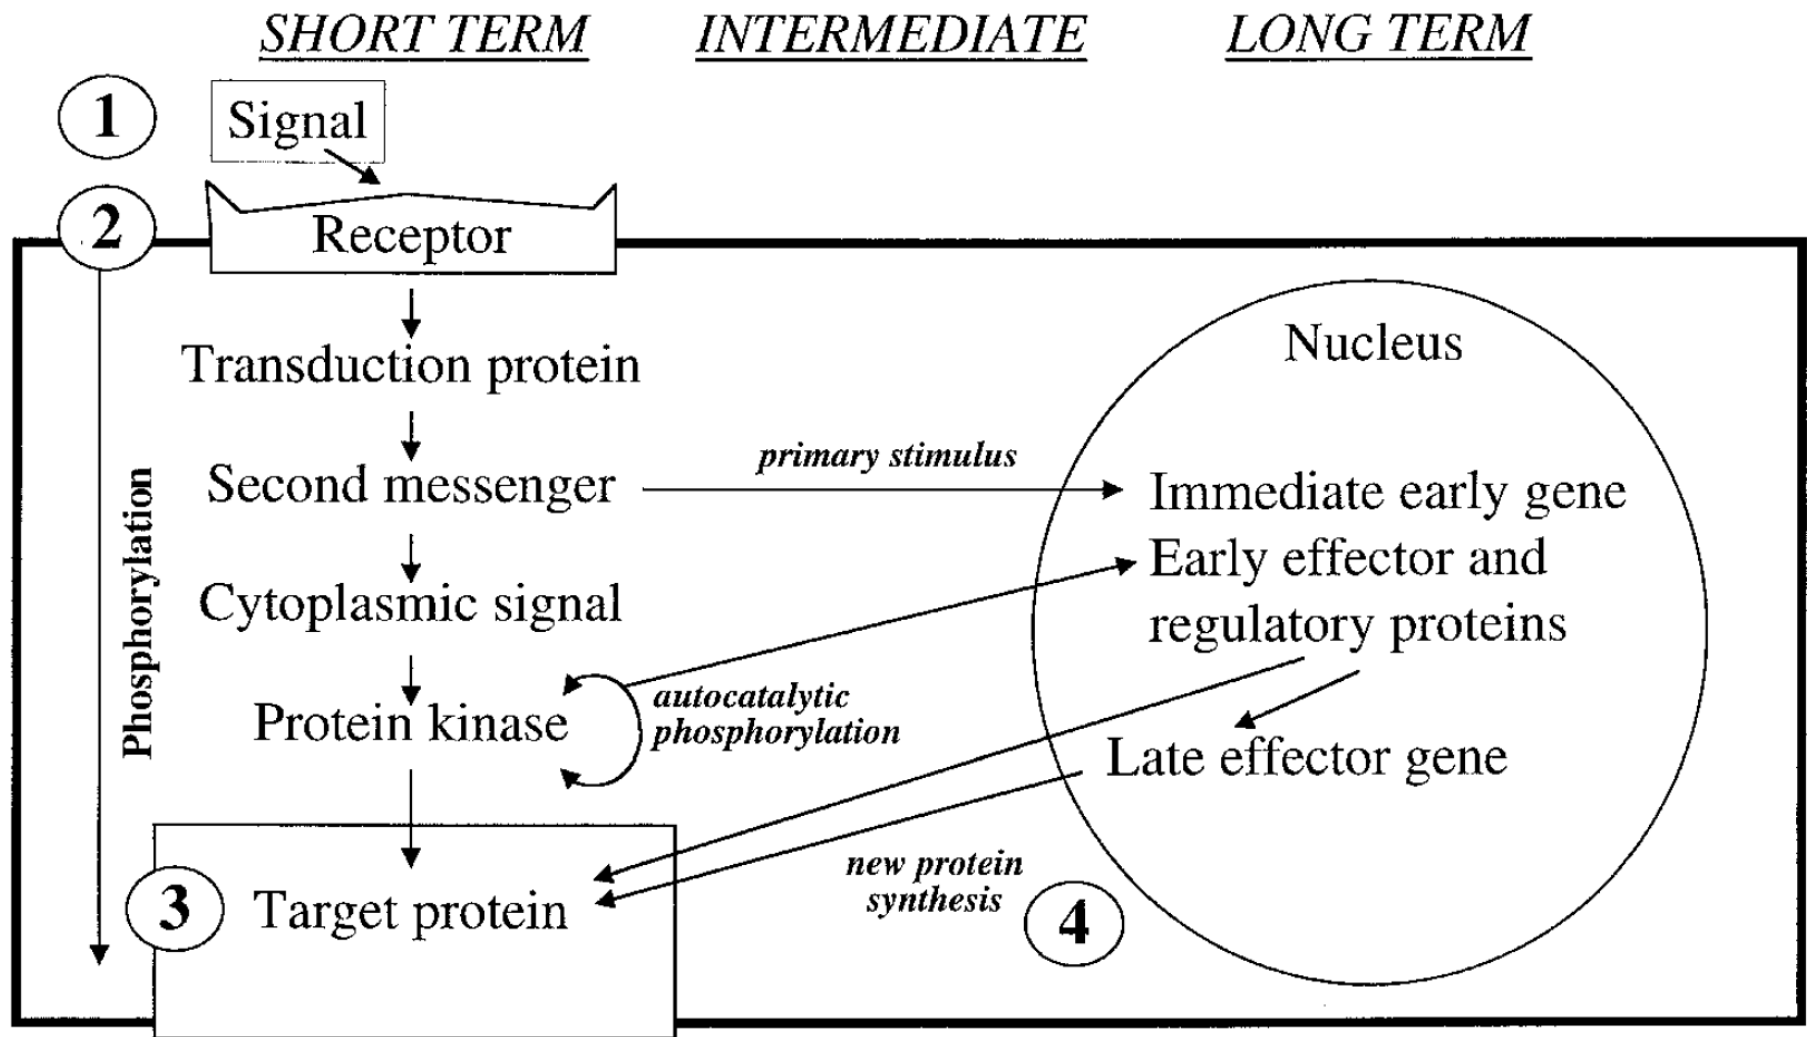 SHORT TERM
INTERMEDIATE
LONG TERM
1
Signal
2
Receptor
Nucleus
Transduction protein
Second messenger
primary stimulus
Immediate early gene
Early effector and
regulatory proteins
Phosphorylation
Cytoplasmic signal
Protein kinase
autocatalytic
phosphorylation
Late effector gene
3
Target protein
new protein
synthesis
4